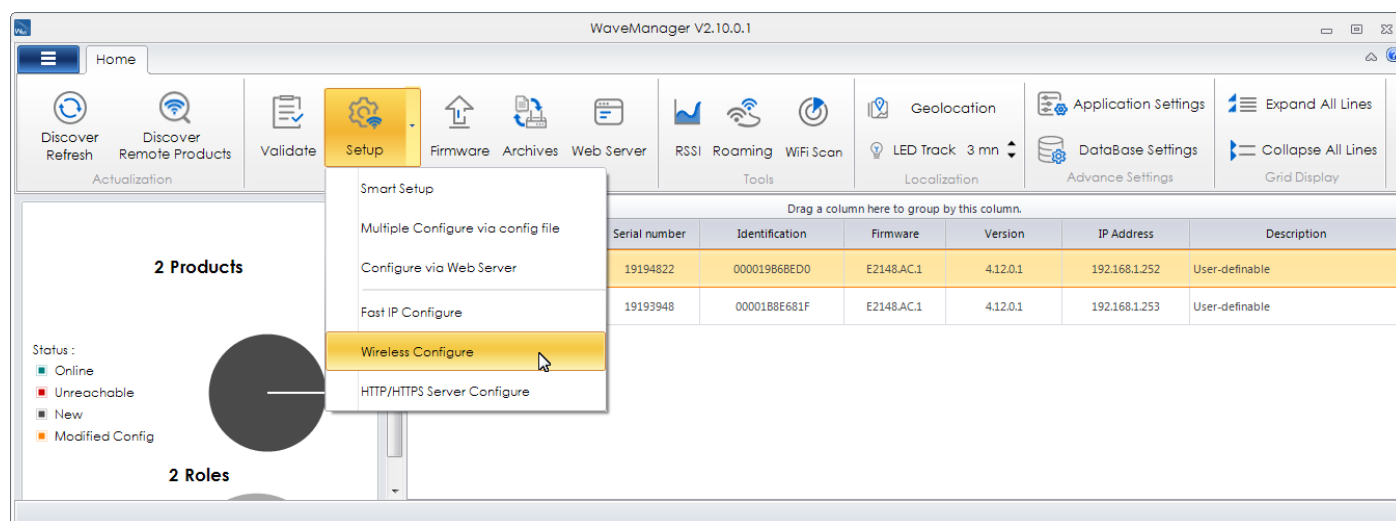 WaveManager V2.10.0.1
Home
Discover Refresh
Discover Remote Products
Validate
Setup
Firmware
Archives
Web Server
RSSI
Roaming
WiFi Scan
Geolocation
LED Track 3 mn
Application Settings
DataBase Settings
Expand All Lines
Collapse All Lines
Actualization
Tools
Localization
Advance Settings
Grid Display
Smart Setup
Multiple Configure via config file
Configure via Web Server
Fast IP Configure
Wireless Configure
HTTP/HTTPS Server Configure
2 Products
Status :
Online
Unreachable
New
Modified Config
2 Roles
Drag a column here to group by this column.
Serial number Identification Firmware Version IP Address Description
19194822 000019B6BED0 E2148.AC.1 4.12.0.1 192.168.1.252 User-definable
19193948 00001B8E681F E2148.AC.1 4.12.0.1 192.168.1.253 User-definable